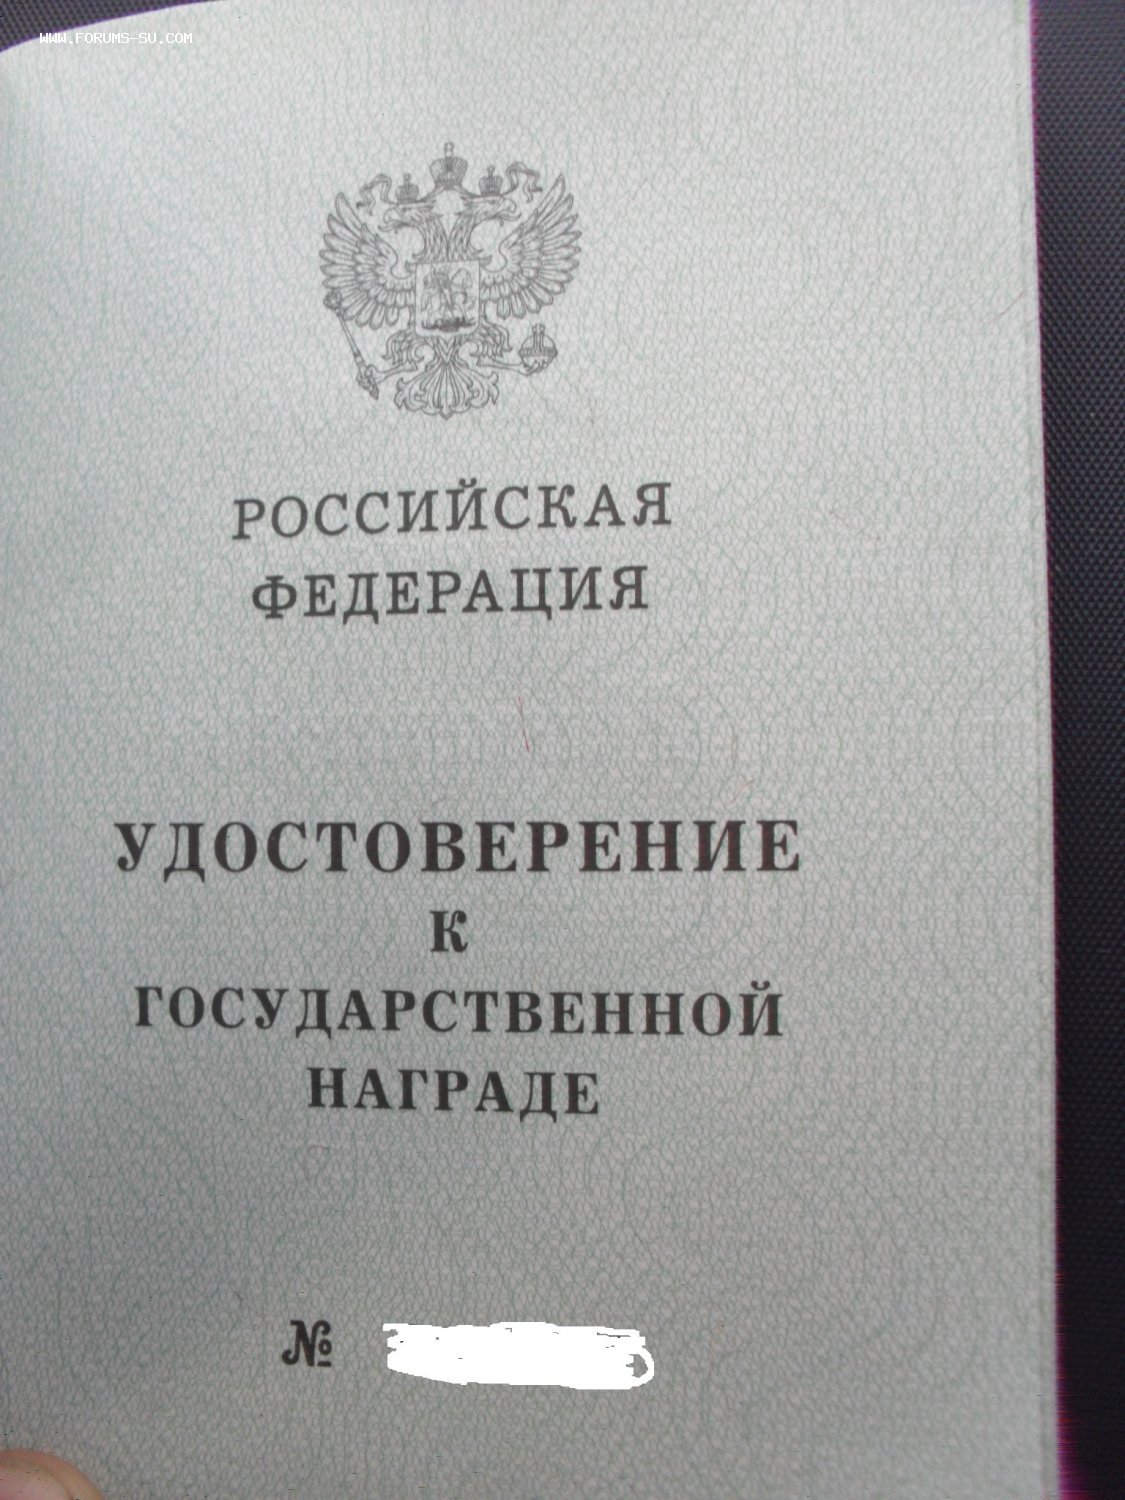 WWW.FORUMS-SU.COM
РОССИЙСКАЯ
ФЕДЕРАЦИЯ
УДОСТОВЕРЕНИЕ
К
ГОСУДАРСТВЕННОЙ
НАГРАДЕ
№